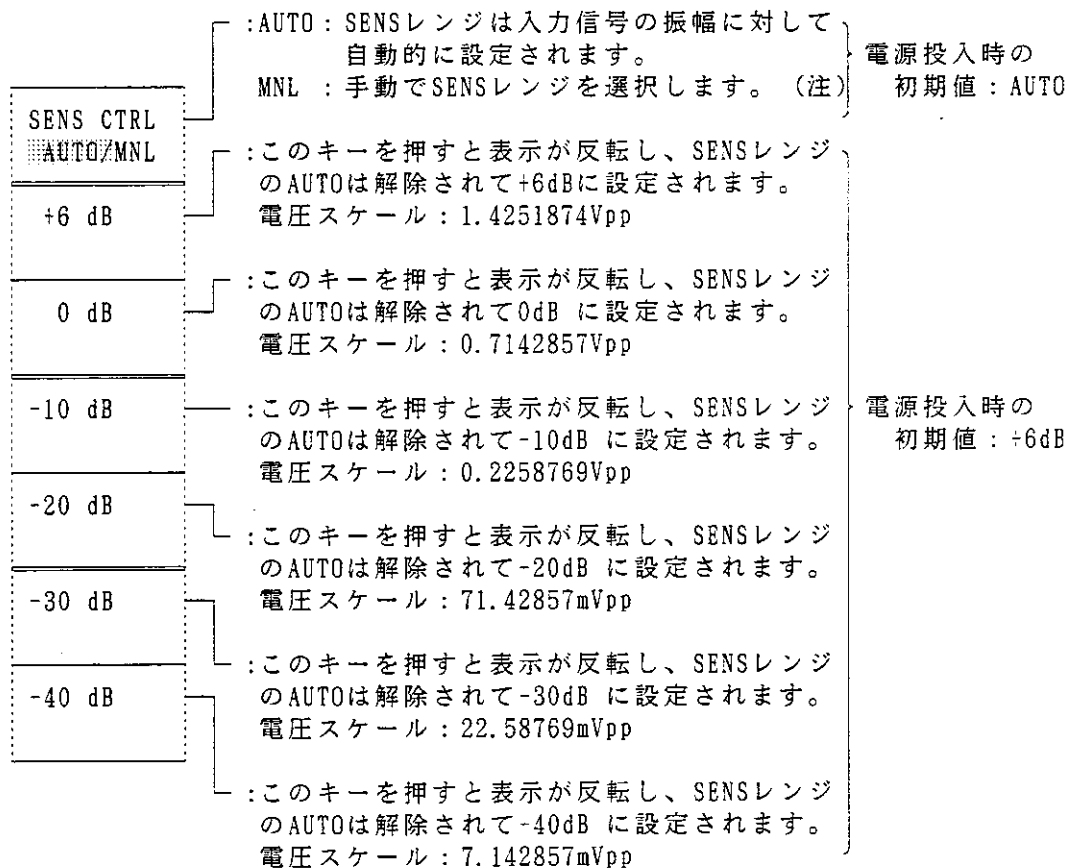 :AUTO : SENSレンジは入力信号の振幅に対して
自動的に設定されます。
MNL : 手動でSENSレンジを選択します。 (注)
電源投入時の
初期値 : AUTO
SENS CTRL
AUTO/MNL
:このキーを押すと表示が反転し、SENSレンジ
のAUTOは解除されて+6dBに設定されます。
電圧スケール : 1.4251874Vpp
+6 dB
:このキーを押すと表示が反転し、SENSレンジ
のAUTOは解除されて0dB に設定されます。
電圧スケール : 0.7142857Vpp
0 dB
-10 dB
:このキーを押すと表示が反転し、SENSレンジ
のAUTOは解除されて-10dB に設定されます。
電圧スケール : 0.2258769Vpp
電源投入時の
初期値 : +6dB
-20 dB
:このキーを押すと表示が反転し、SENSレンジ
のAUTOは解除されて-20dB に設定されます。
電圧スケール : 71.42857mVpp
-30 dB
:このキーを押すと表示が反転し、SENSレンジ
のAUTOは解除されて-30dB に設定されます。
電圧スケール : 22.58769mVpp
-40 dB
:このキーを押すと表示が反転し、SENSレンジ
のAUTOは解除されて-40dB に設定されます。
電圧スケール : 7.142857mVpp